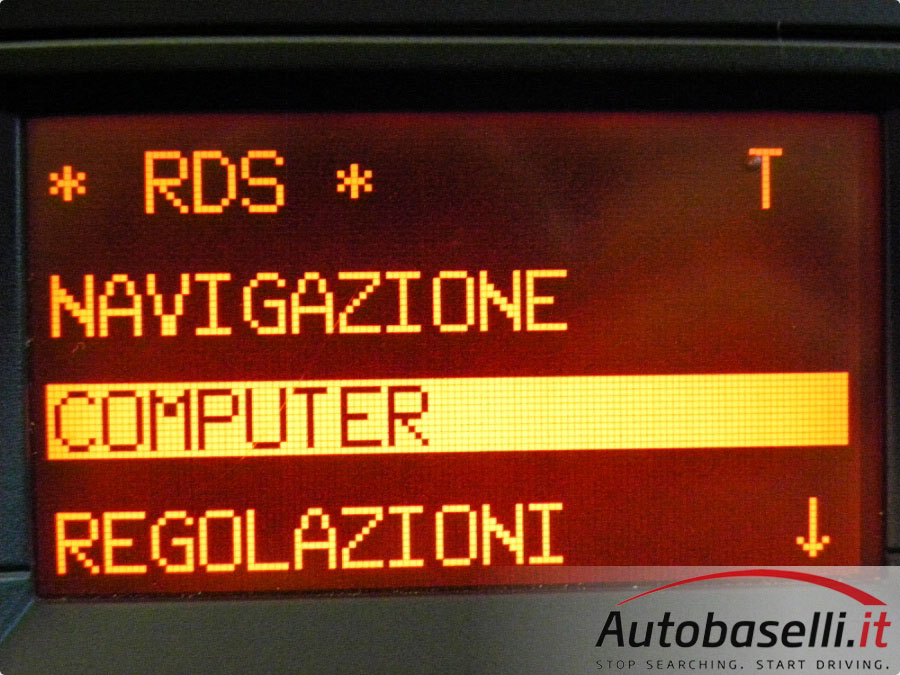 * RDS * T
NAVIGAZIONE
COMPUTER
REGOLAZIONI ↓
Autobaselli.it
STOP SEARCHING. START DRIVING.